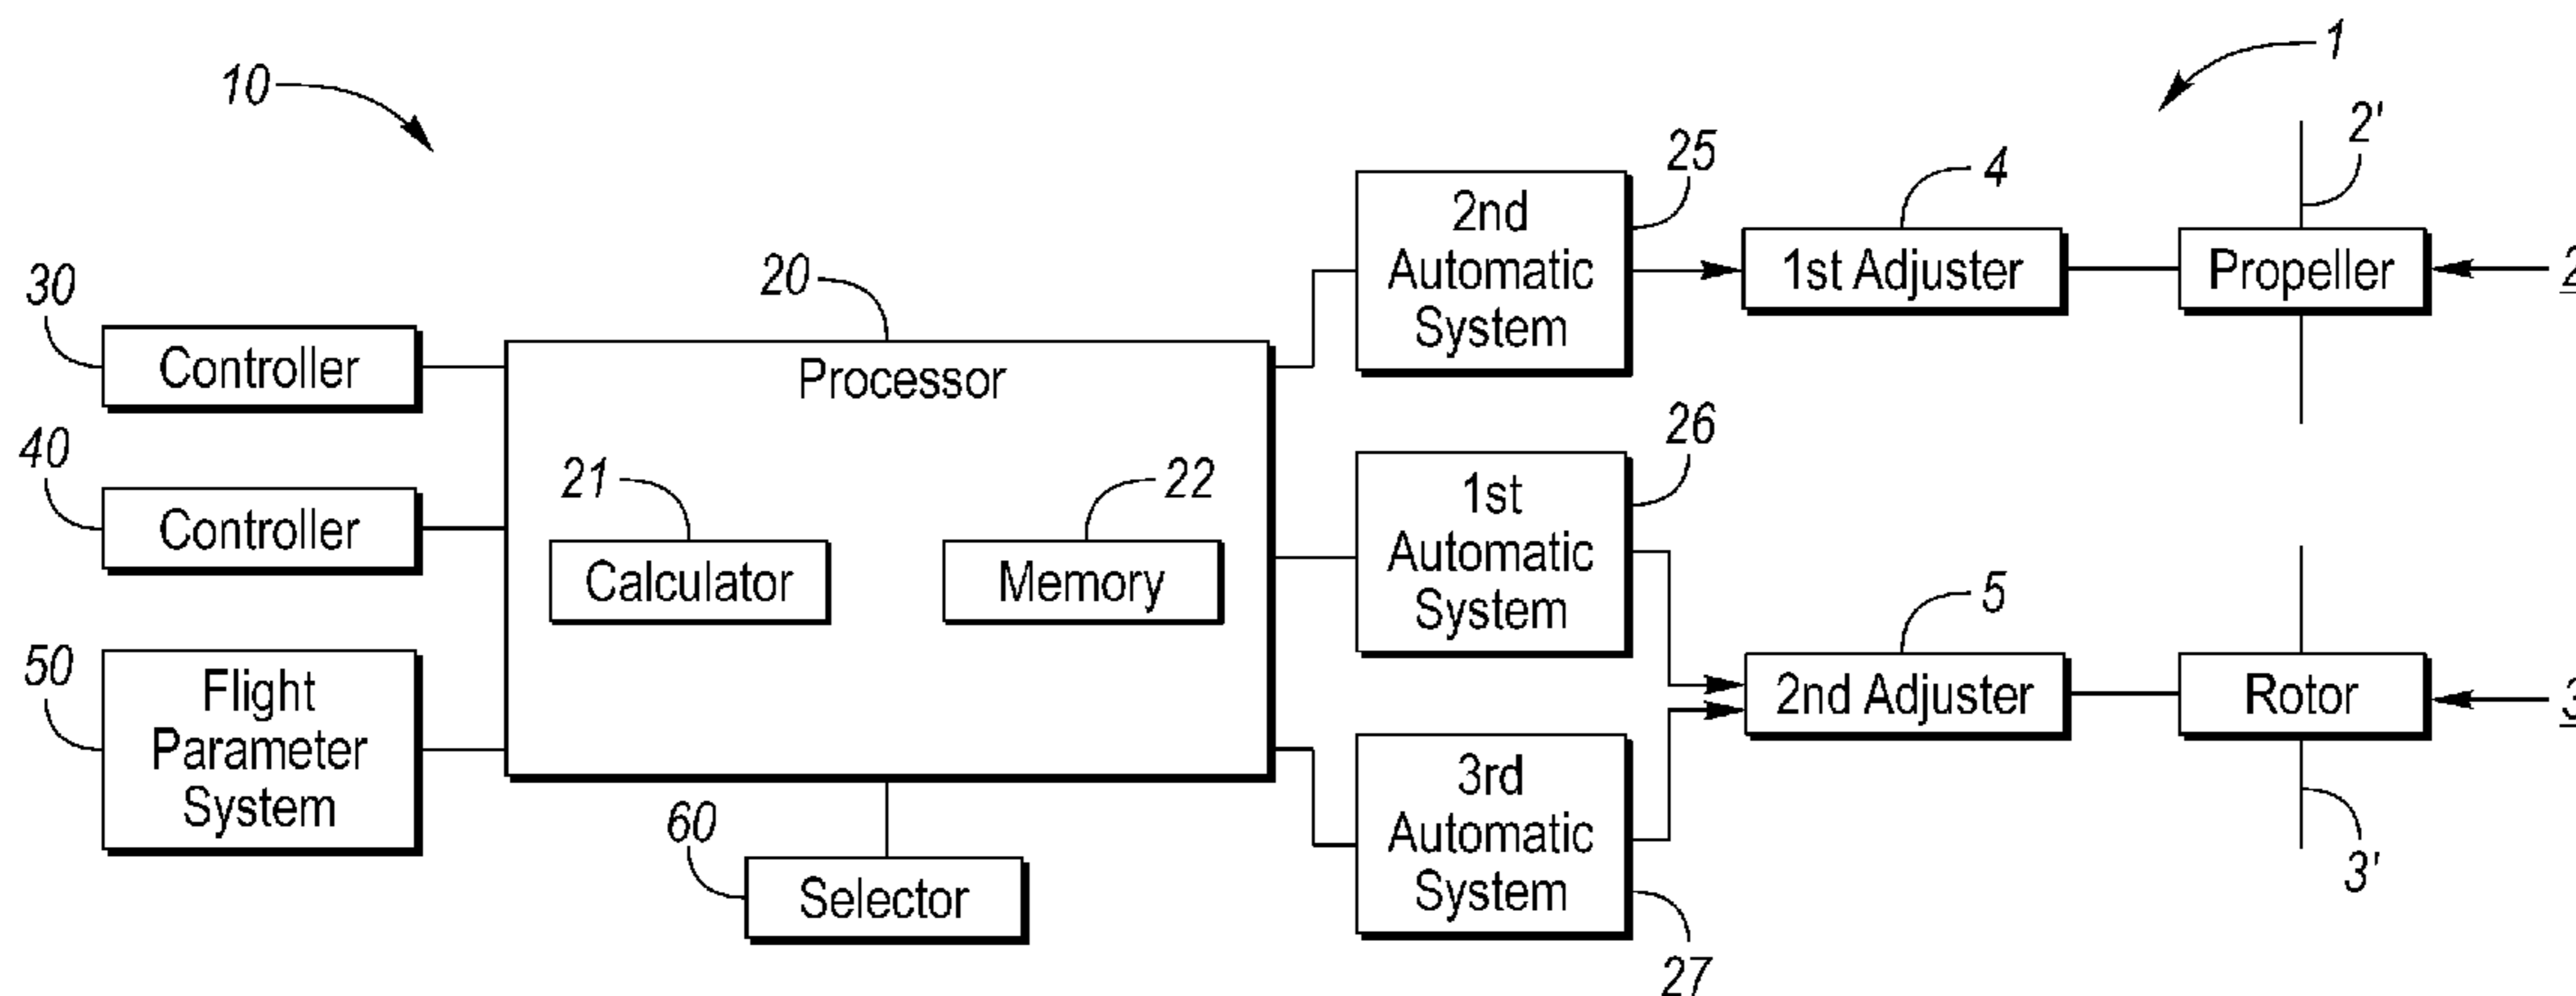 1
10
2'
25
4
2nd
Automatic
System
1st Adjuster
Propeller
2
20
30
Controller
Processor
40
Controller
26
21
22
1st
Automatic
System
Calculator
Memory
5
50
Flight
Parameter
System
2nd Adjuster
Rotor
3
3rd
Automatic
System
60
Selector
3'
27